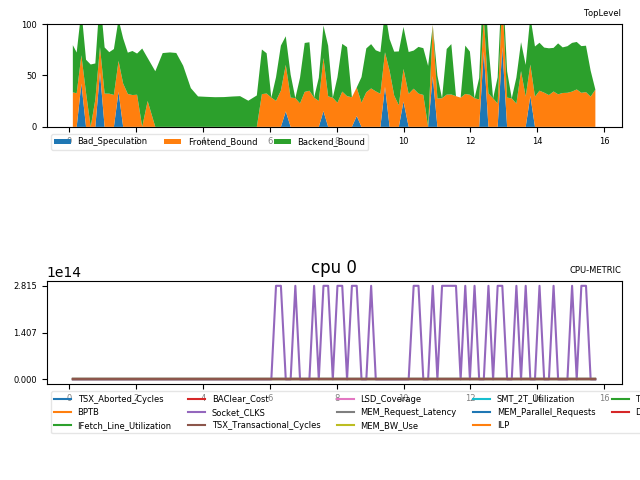 TopLevel
100
50
0
0 2 4 6 8 10 12 14 16
Bad_Speculation Frontend_Bound Backend_Bound
cpu 0
1e14
CPU-METRIC
2.815
1.407
0.000
0 2 4 6 8 10 12 14 16
TSX_Aborted_Cycles BAClear_Cost LSD_Coverage SMT_2T_Utilization T
BPTB Socket_CLKS MEM_Request_Latency MEM_Parallel_Requests D
IFetch_Line_Utilization TSX_Transactional_Cycles MEM_BW_Use ILP